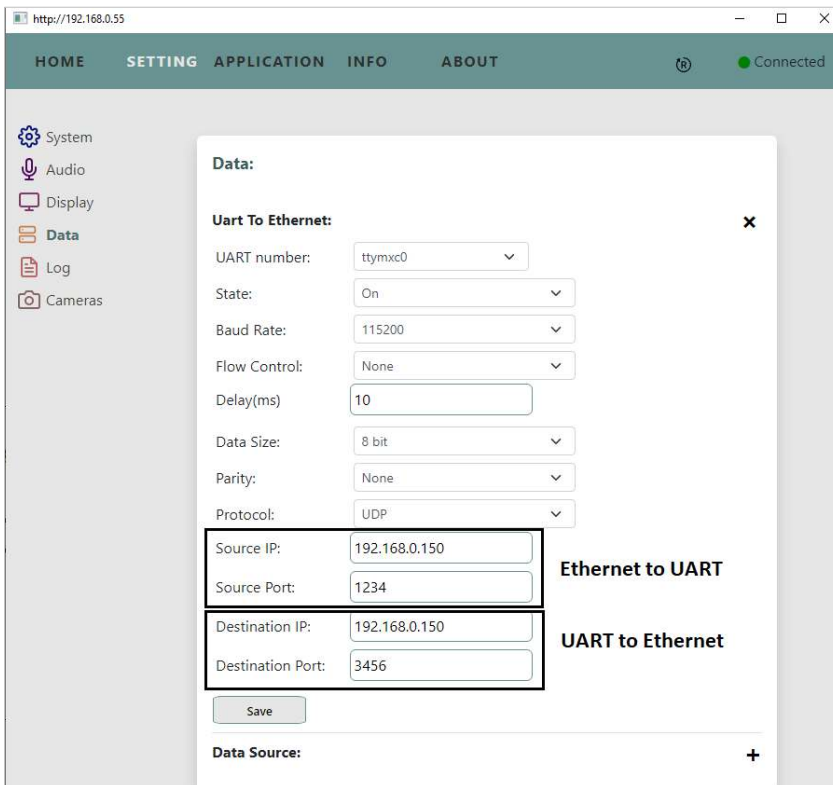 http://192.168.0.55
HOME SETTING APPLICATION INFO ABOUT R Connected
System
Audio
Display
Data
Log
Cameras
Data:
Uart To Ethernet:
UART number: ttymxc0
State: On
Baud Rate: 115200
Flow Control: None
Delay(ms) 10
Data Size: 8 bit
Parity: None
Protocol: UDP
Source IP: 192.168.0.150
Source Port: 1234
Ethernet to UART
Destination IP: 192.168.0.150
Destination Port: 3456
UART to Ethernet
Save
Data Source: